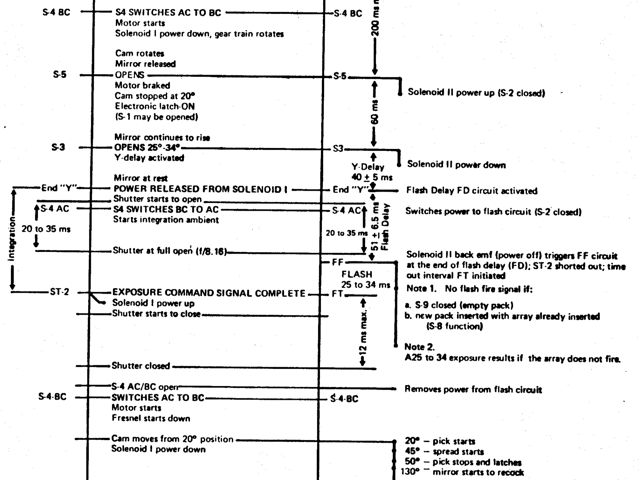 S-4 BC S4 SWITCHES AC TO BC S-4 BC
Motor starts
Solenoid I power down, gear train rotates
200 ms
Cam rotates
Mirror released
S-5 OPENS S-5
Motor braked
Solenoid II power up (S-2 closed)
Cam stopped at 20°
Electronic latch-ON
(S-1 may be opened)
60 ms
Mirror continues to rise
S-3 OPENS 25°-34° S3
Y-delay activated
Solenoid II power down
Y-Delay
40 ± 5 ms
Mirror at rest
End "Y" POWER RELEASED FROM SOLENOID I End "Y" Flash Delay FD circuit activated
Shutter starts to open
S-4 AC S4 SWITCHES BC TO AC S-4 AC Switches power to flash circuit (S-2 closed)
Starts integration ambient
20 to 35 ms 20 to 35 ms
51 ± 6.5 ms
Flash Delay
Integration
Shutter at full open (f/8.16)
Solenoid II back emf (power off) triggers FF circuit
at the end of flash delay (FD); ST-2 shorted out; time
out interval FT initiated
FF
FLASH
25 to 34 ms
Note 1. No flash fire signal if:
ST-2 EXPOSURE COMMAND SIGNAL COMPLETE FT
Solenoid I power up
a. S-9 closed (empty pack)
b. new pack inserted with array already inserted
(S-8 function)
Shutter starts to close
12 ms max.
Note 2.
A25 to 34 exposure results if the array does not fire.
Shutter closed
S-4 AC/BC open Removes power from flash circuit
S-4-BC SWITCHES AC TO BC S-4-BC
Motor starts
Fresnel starts down
Cam moves from 20° position
Solenoid I power down
20° – pick starts
45° – spread starts
50° – pick stops and latches
130° – mirror starts to recock